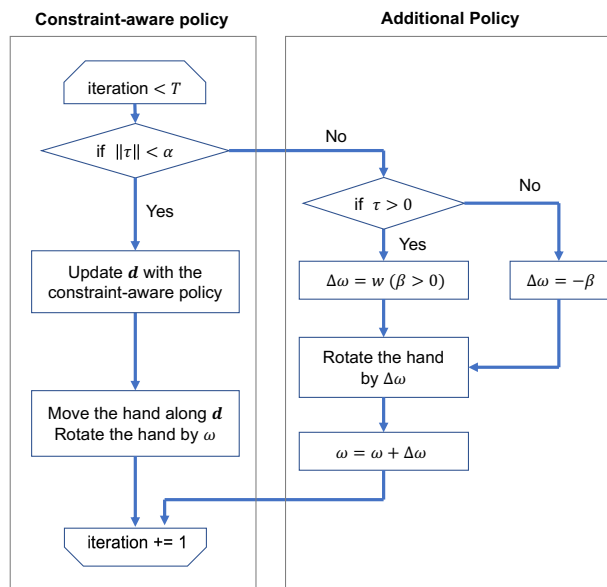 Constraint-aware policy
Additional Policy
iteration < T
if ‖τ‖ < α
No
Yes
if τ > 0
No
Yes
Update d with the
constraint-aware policy
Δω = w (β > 0)
Δω = −β
Rotate the hand
by Δω
Move the hand along d
Rotate the hand by ω
ω = ω + Δω
iteration += 1